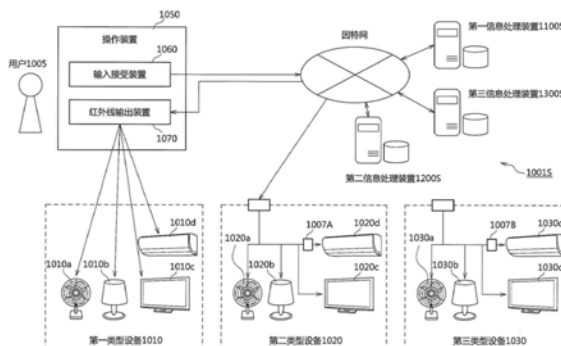 1050
操作装置
1060
输入接受装置
红外线输出装置
1070
用户1005
因特网
第一信息处理装置1100S
第三信息处理装置1300S
第二信息处理装置1200S
1001S
1010d
1010a
1010b
1010c
第一类型设备1010
1007A
1020d
1020a
1020b
1020c
第二类型设备1020
1007B
1030d
1030a
1030b
1030c
第三类型设备1030